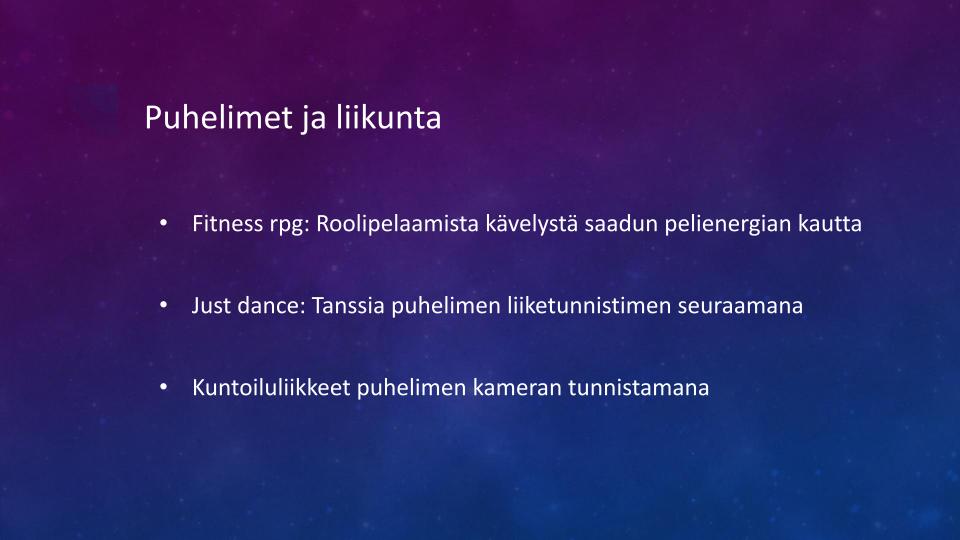 Puhelimet ja liikunta
• Fitness rpg: Roolipelaamista kävelystä saadun pelienergian kautta
• Just dance: Tanssia puhelimen liiketunnistimen seuraamana
• Kuntoiluliikkeet puhelimen kameran tunnistamana